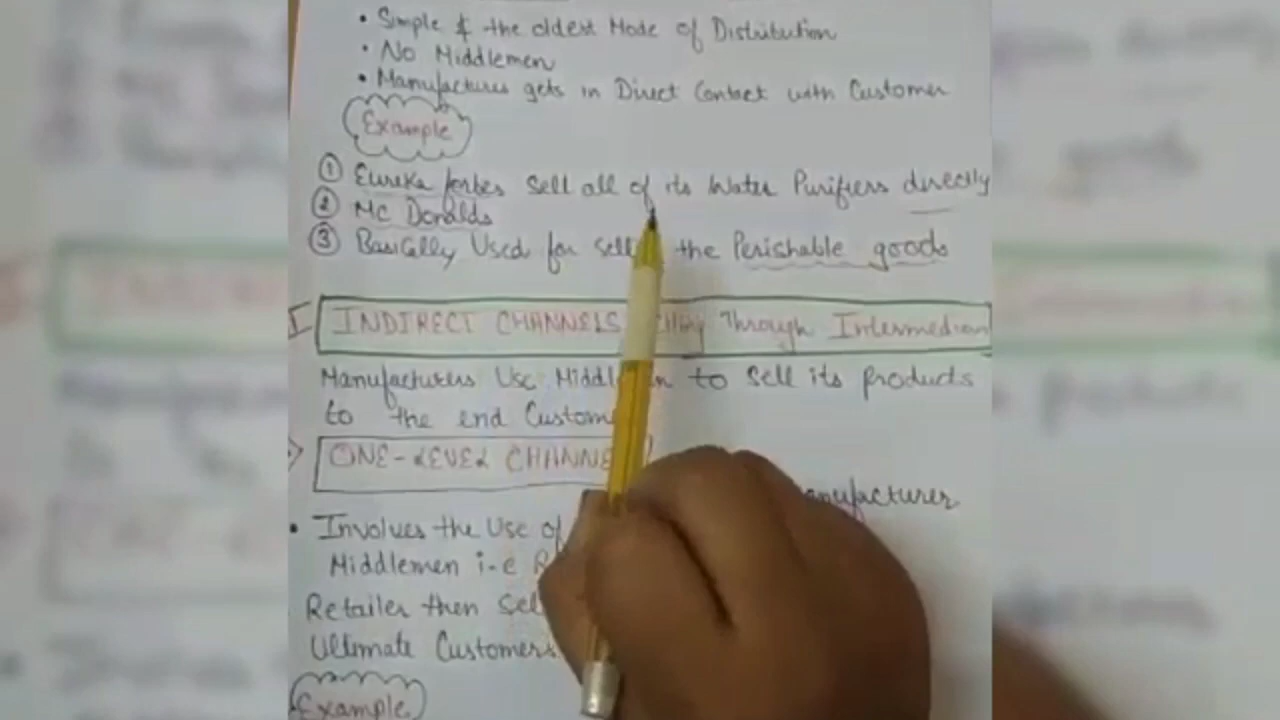 • Simple & the oldest Mode of Distribution
• No Middlemen
• Manufactures gets in Direct Contact with Customer
Example
① Eureka forbes Sell all of its Water Purifiers directly
② Mc Donalds
③ Basically Used for Sell the Perishable goods
INDIRECT CHANNELS Through Intermedian
Manufacturers Use to Sell its products
to the end
ONE-LEVEL
Manufacturer
• Involves the Use of
Middlemen i-e
Retailer then
Ultimate Customers
Example